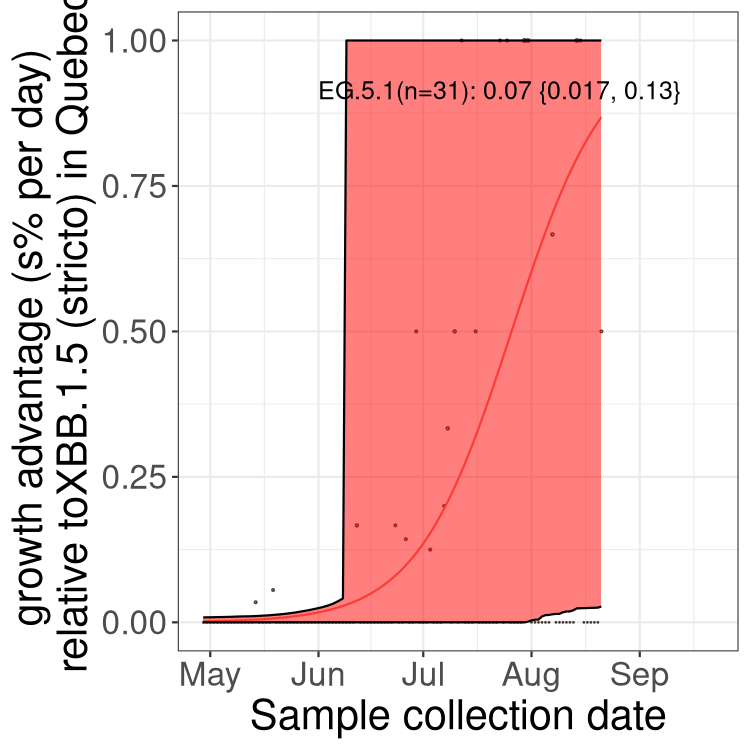 growth advantage (s% per day)
relative toXBB.1.5 (stricto) in Quebec
1.00
0.75
0.50
0.25
0.00
EG.5.1(n=31): 0.07 {0.017, 0.13}
May Jun Jul Aug Sep
Sample collection date